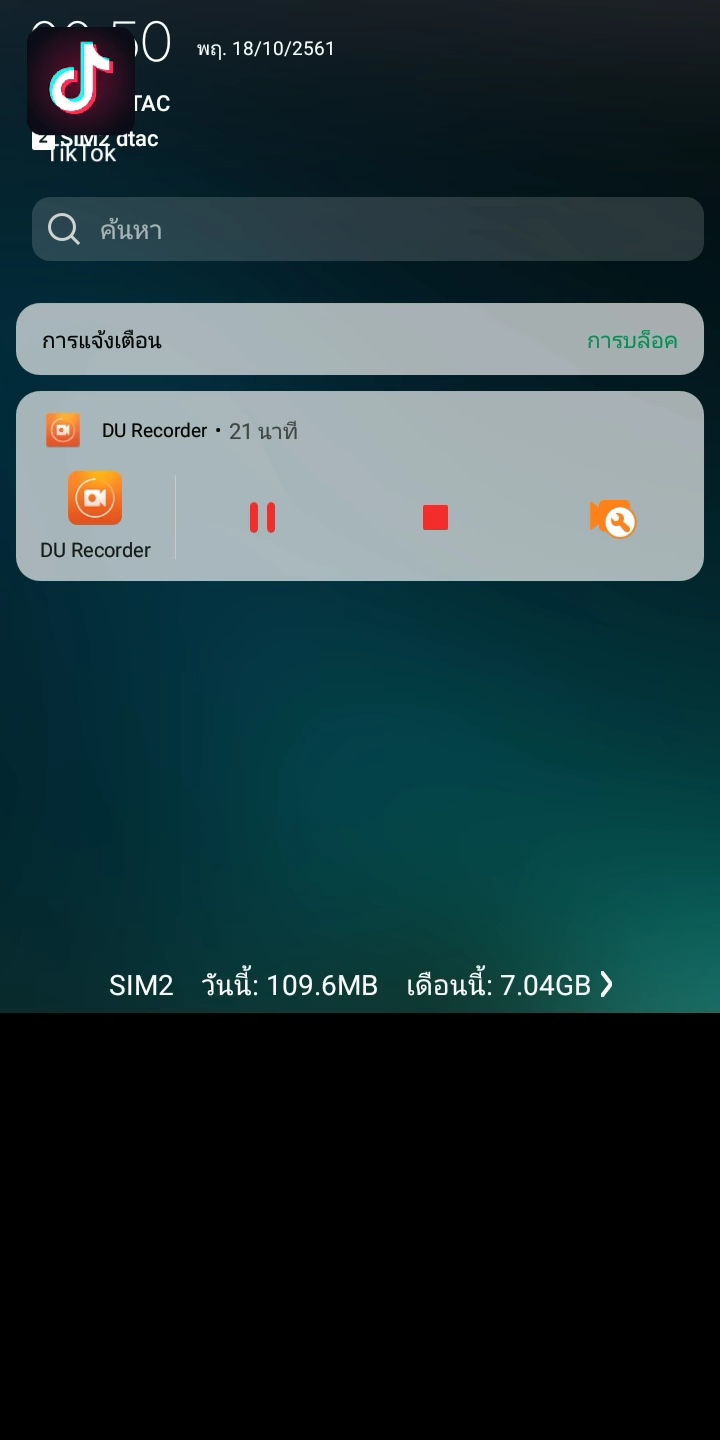 พฤ. 18/10/2561
TAC
SIM2 dtac
TikTok
ค้นหา
การแจ้งเตือน การบล็อค
DU Recorder • 21 นาที
DU Recorder
SIM2 วันนี้: 109.6MB เดือนนี้: 7.04GB